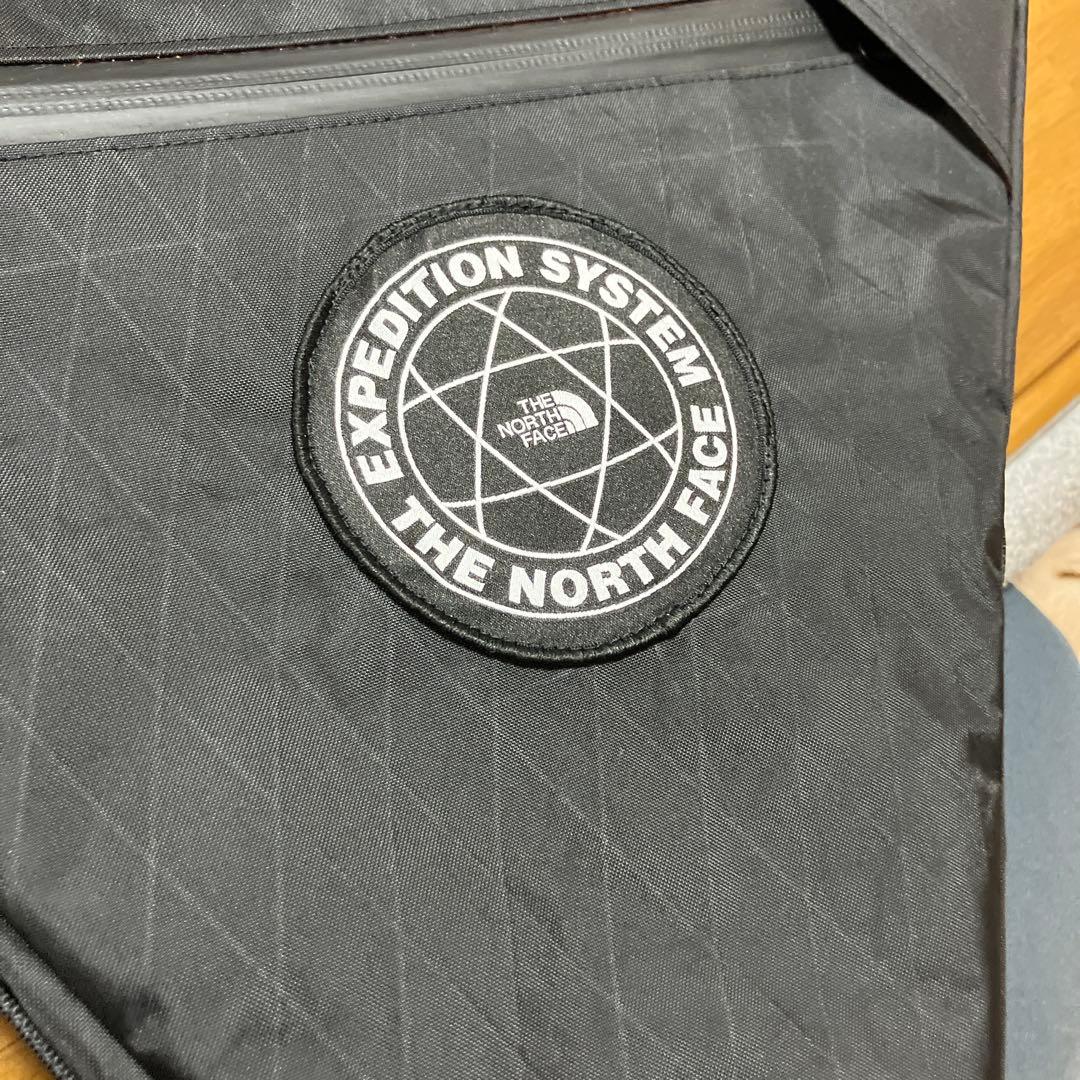 EXPEDITION SYSTEM
THE NORTH FACE
THE
NORTH
FACE